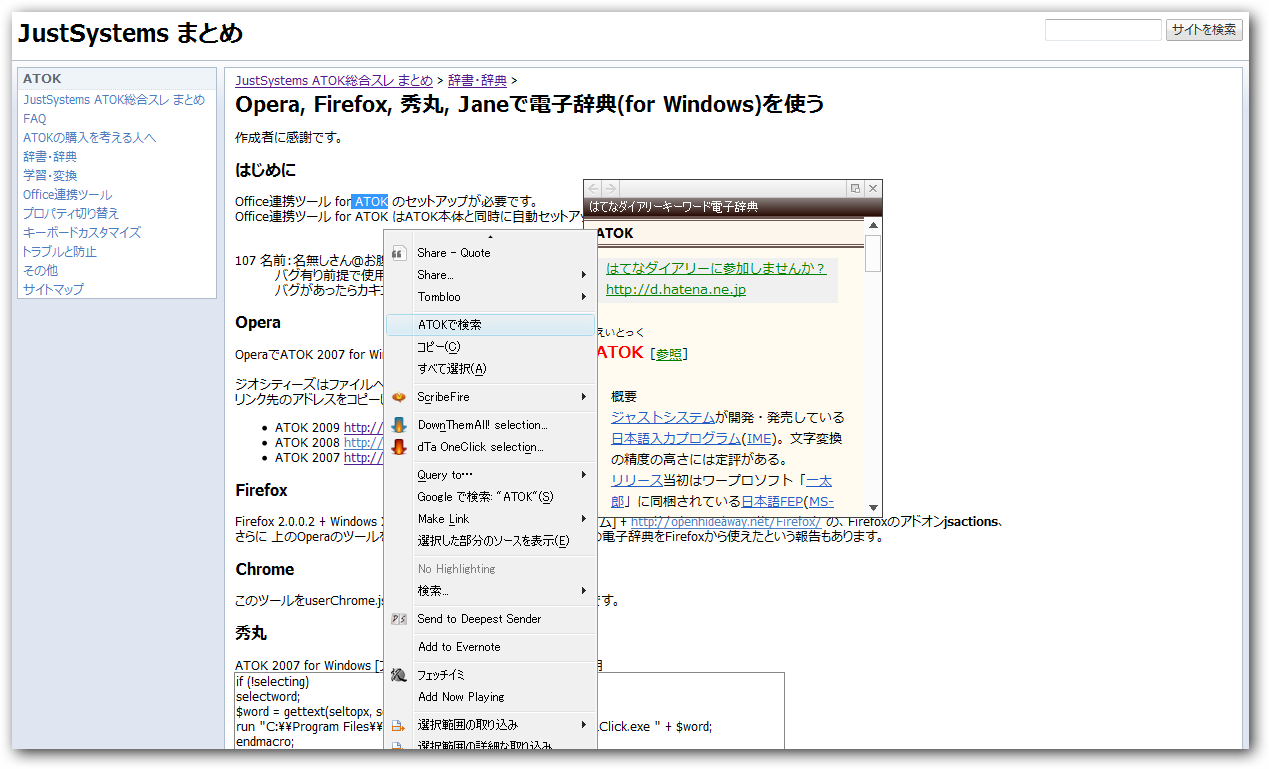 JustSystems まとめ
サイトを検索
ATOK
JustSystems ATOK総合スレ まとめ
FAQ
ATOKの購入を考える人へ
辞書・辞典
学習・変換
Office連携ツール
プロパティ切り替え
キーボードカスタマイズ
トラブルと防止
その他
サイトマップ
JustSystems ATOK総合スレ まとめ > 辞書・辞典 >
Opera, Firefox, 秀丸, Janeで電子辞典(for Windows)を使う
作成者に感謝です。
はじめに
Office連携ツール for ATOK のセットアップが必要です。
Office連携ツール for ATOK はATOK本体と同時に自動セットアッ
107 名前：名無しさん@お腹
バグ有り前提で使用
バグがあったらカキ
Opera
OperaでATOK 2007 for Wi
ジオシティーズはファイルへ
リンク先のアドレスをコピーし
• ATOK 2009 http://
• ATOK 2008 http://
• ATOK 2007 http://
Firefox
Firefox 2.0.0.2 + Windows
ム] + http://openhideaway.net/Firefox/ の、Firefoxのアドオンjsactions、
さらに 上のOperaのツールを
の電子辞典をFirefoxから使えたという報告もあります。
Chrome
このツールをuserChrome.js
です。
秀丸
ATOK 2007 for Windows [
用
if (!selecting)
selectword;
$word = gettext(seltopx, s
run "C:¥¥Program Files¥¥
Click.exe " + $word;
endmacro;
Share - Quote
Share...
Tombloo
ATOKで検索
コピー(C)
すべて選択(A)
ScribeFire
DownThemAll! selection...
dTa OneClick selection...
Query to…
Google で検索: "ATOK"(S)
Make Link
選択した部分のソースを表示(E)
No Highlighting
検索...
Send to Deepest Sender
Add to Evernote
フェッチイミ
Add Now Playing
選択範囲の取り込み
選択範囲の詳細な取り込み
はてなダイアリーキーワード電子辞典
ATOK
はてなダイアリーに参加しませんか？
http://d.hatena.ne.jp
えいとっく
ATOK [参照]
概要
ジャストシステムが開発・発売している
日本語入力プログラム(IME)。文字変換
の精度の高さには定評がある。
リリース当初はワープロソフト「一太
郎」に同梱されている日本語FEP(MS-